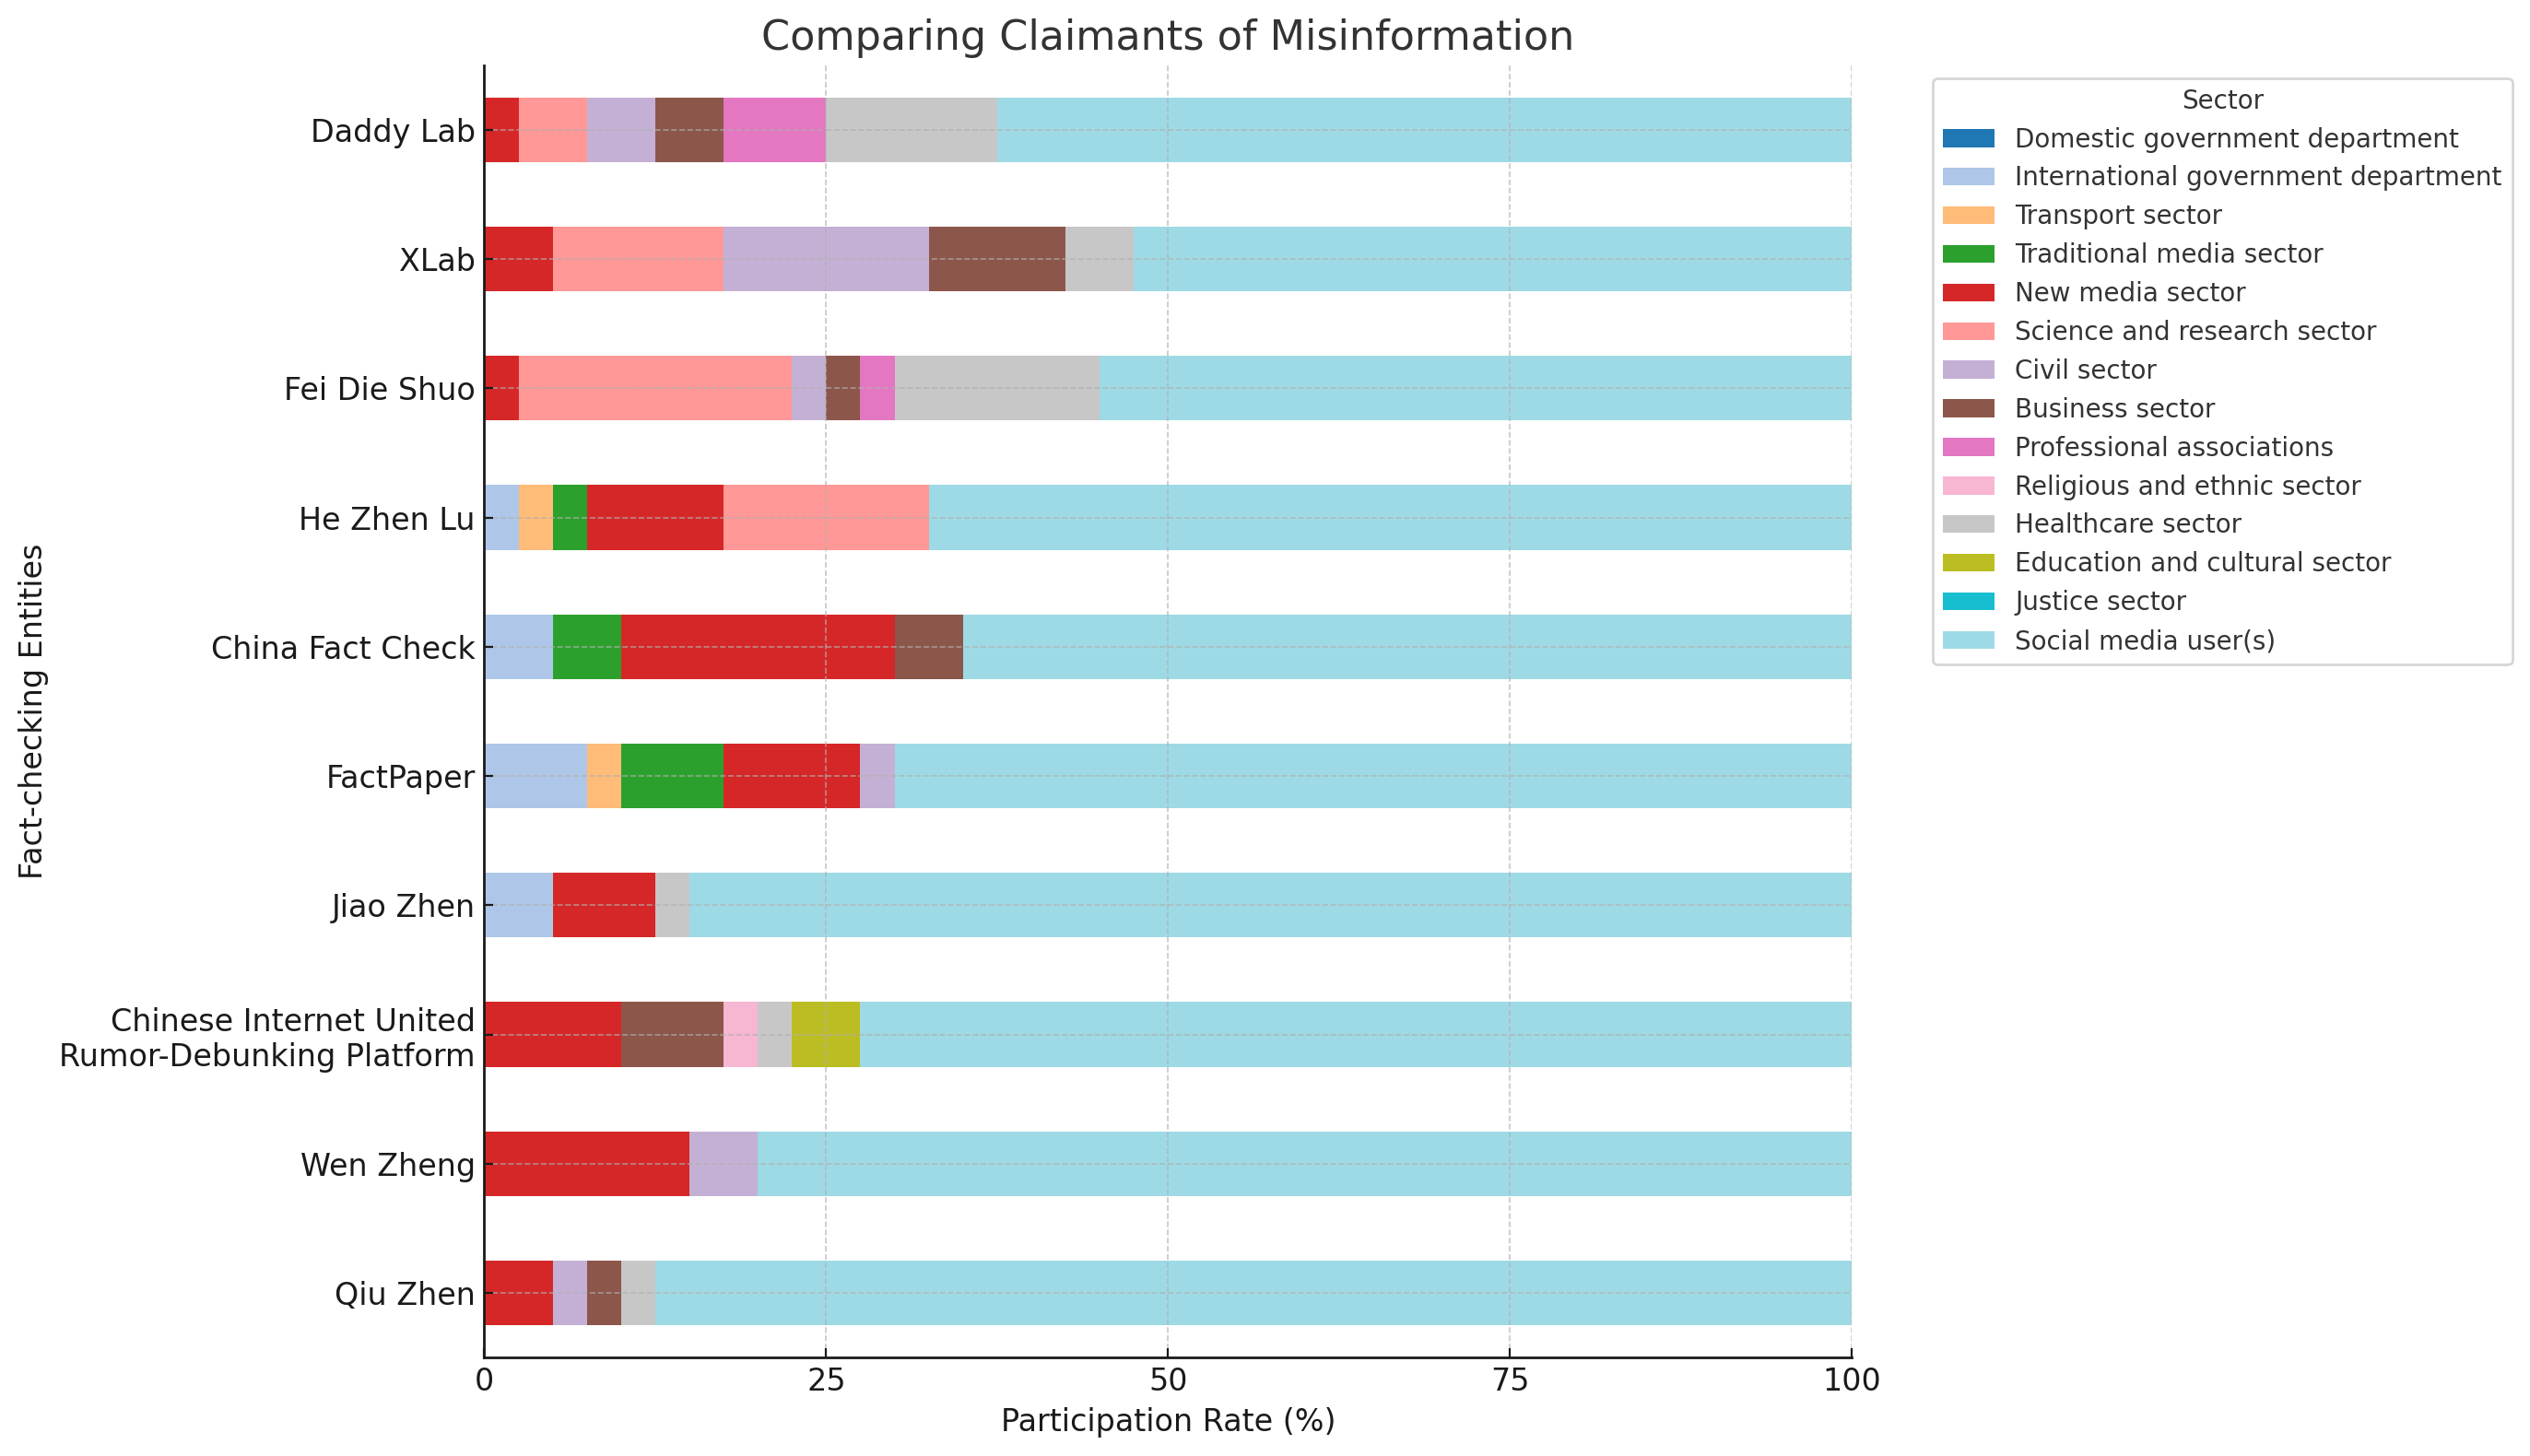 Comparing Claimants of Misinformation
Fact-checking Entities
Daddy Lab
XLab
Fei Die Shuo
He Zhen Lu
China Fact Check
FactPaper
Jiao Zhen
Chinese Internet United
Rumor-Debunking Platform
Wen Zheng
Qiu Zhen
0 25 50 75 100
Participation Rate (%)
Sector
Domestic government department
International government department
Transport sector
Traditional media sector
New media sector
Science and research sector
Civil sector
Business sector
Professional associations
Religious and ethnic sector
Healthcare sector
Education and cultural sector
Justice sector
Social media user(s)